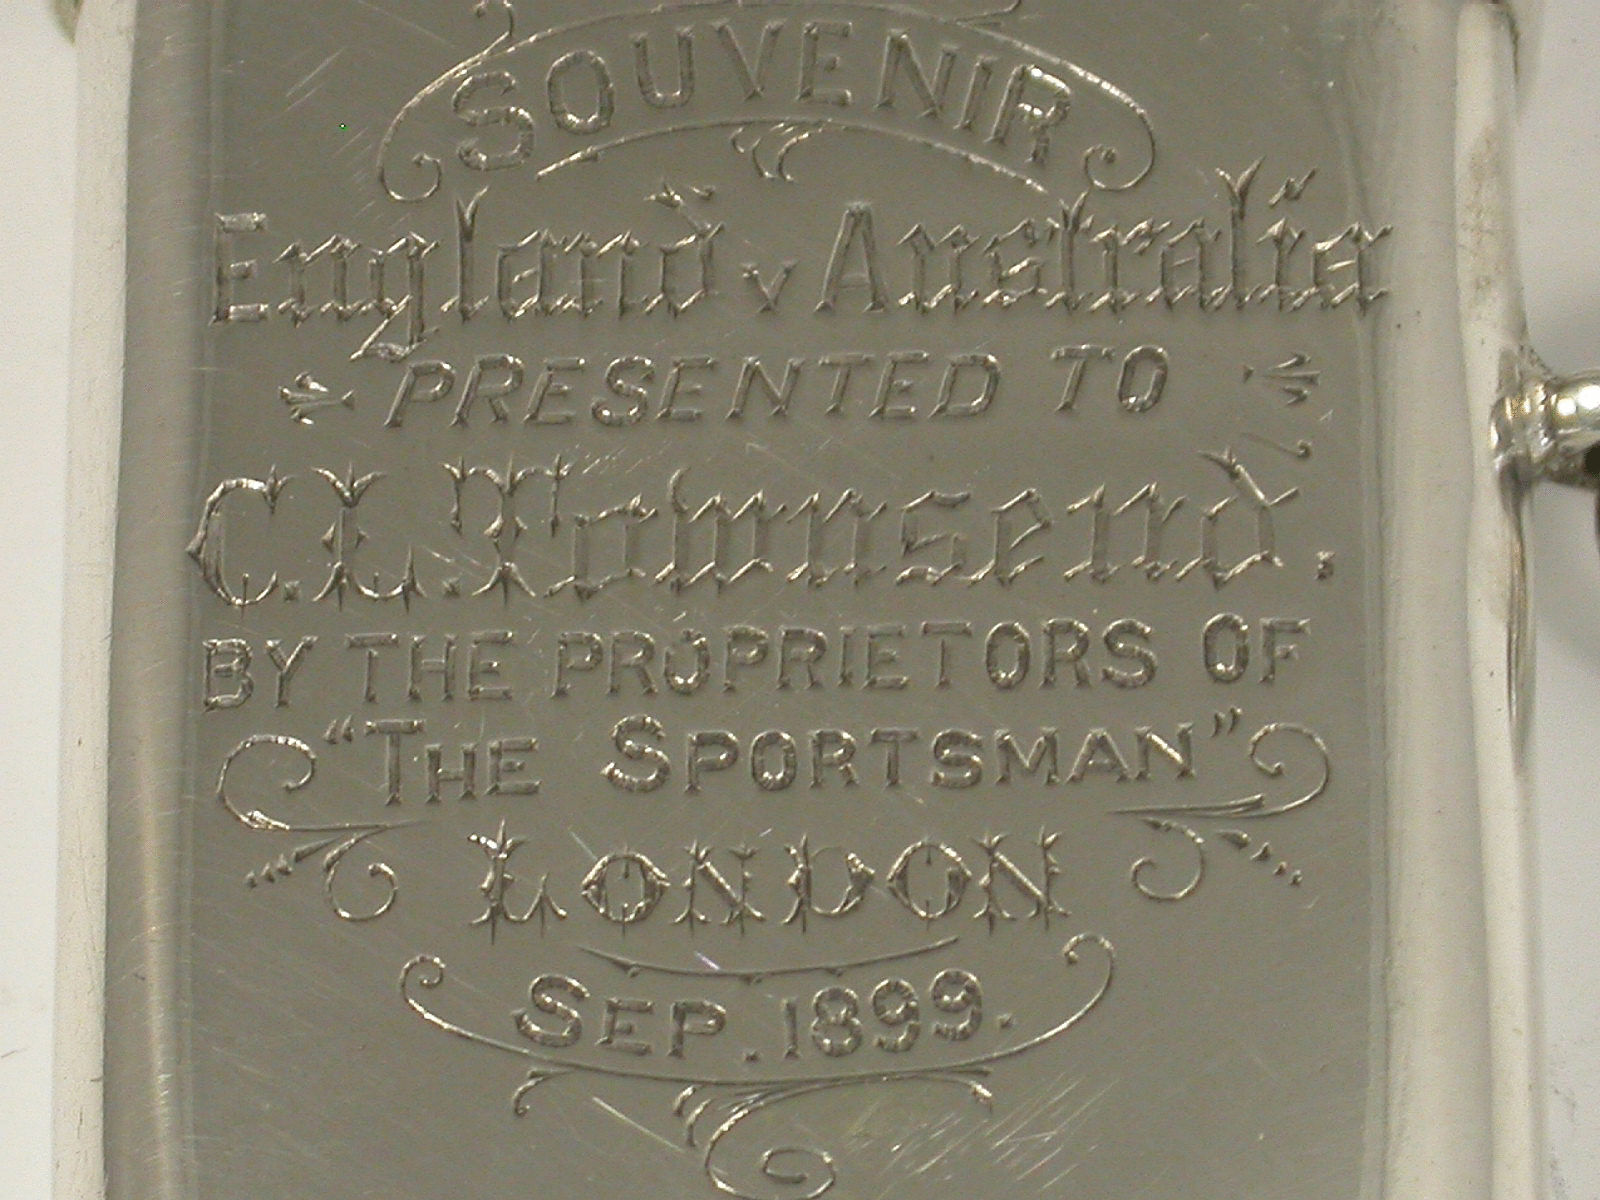 SOUVENIR
England v Australia
PRESENTED TO
C.L. Townsend.
BY THE PROPRIETORS OF
"THE SPORTSMAN"
LONDON
SEP. 1899.